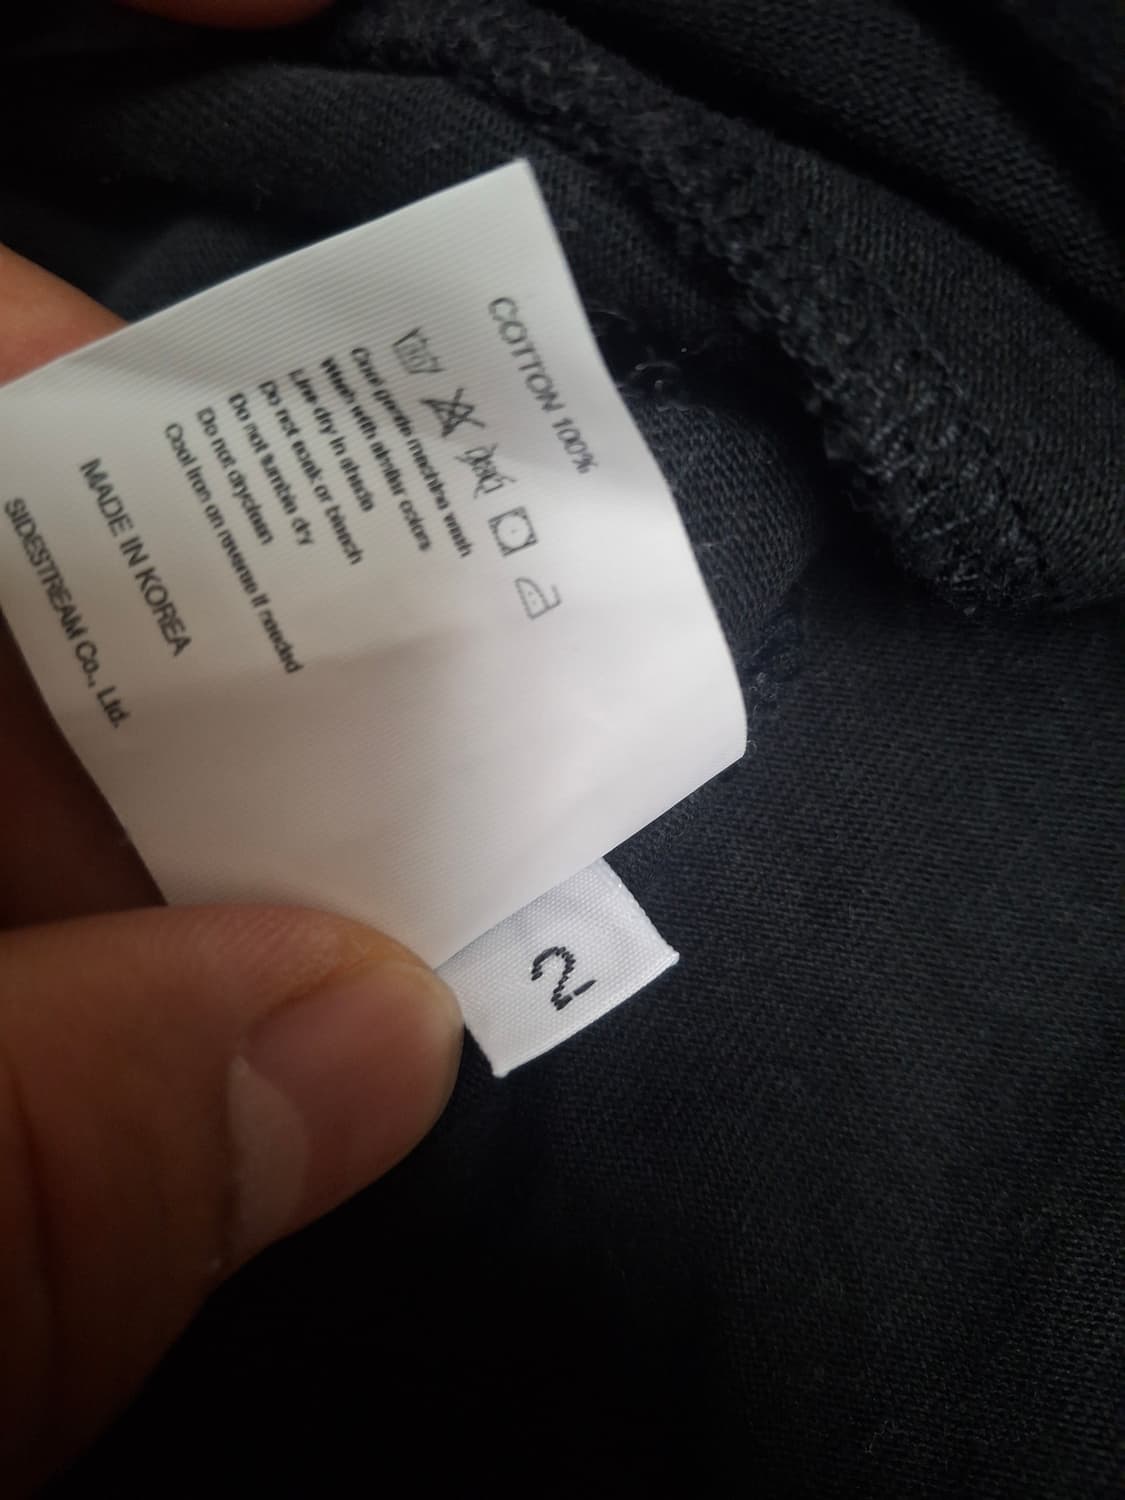 COTTON 100%
30
Cool gentle machine wash
Wash with similar colors
Line dry in shade
Do not soak or bleach
Do not tumble dry
Do not dryclean
Cool iron on reverse if needed
MADE IN KOREA
SIDESTREAM Co., Ltd.
2